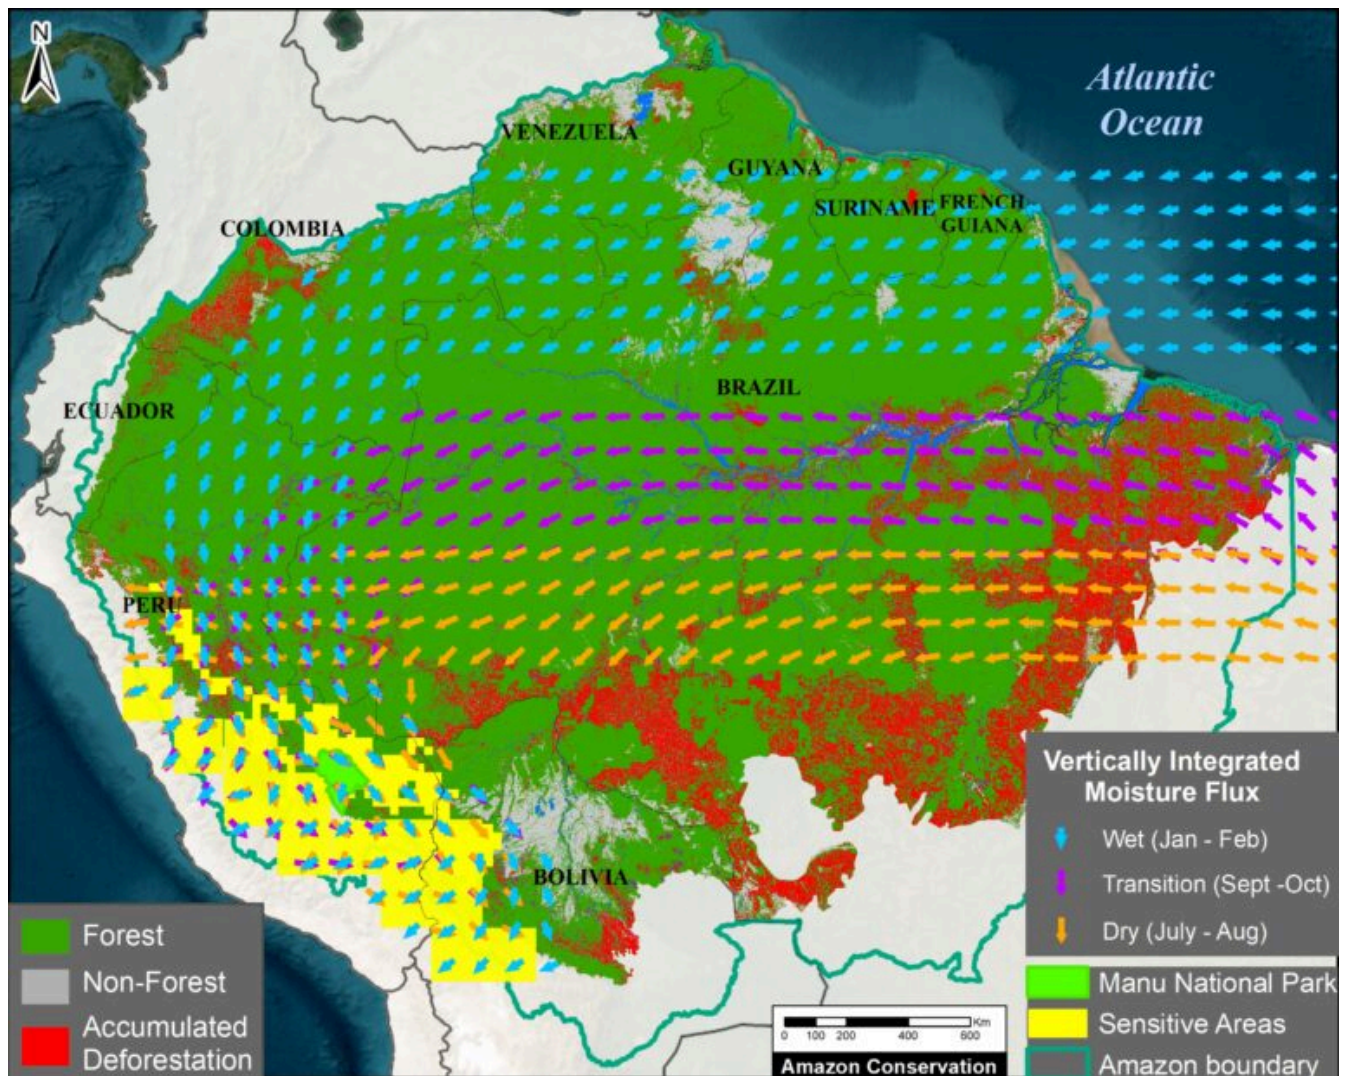 N
Atlantic
Ocean
VENEZUELA
GUYANA
SURINAME
FRENCH
GUIANA
COLOMBIA
BRAZIL
ECUADOR
PERU
BOLIVIA
Vertically Integrated
Moisture Flux
Wet (Jan - Feb)
Transition (Sept -Oct)
Dry (July - Aug)
Manu National Park
Sensitive Areas
Amazon boundary
Forest
Non-Forest
Accumulated
Deforestation
Km
0 100 200 400 600
Amazon Conservation